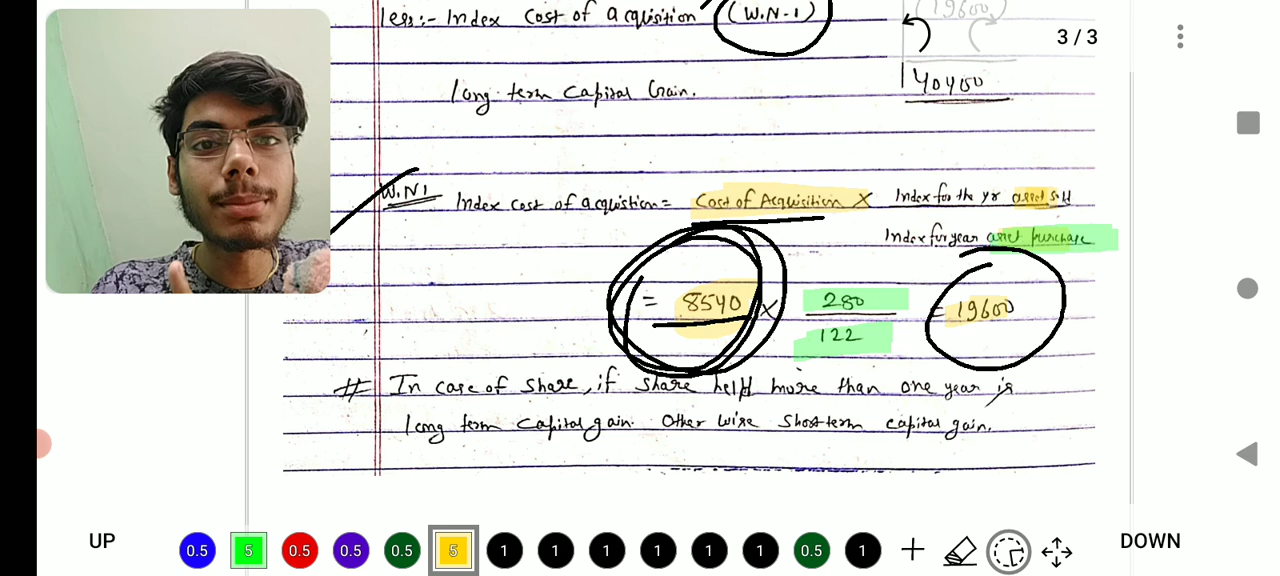 less:- Index Cost of acquisition (W.N-1) (19600)
3/3
140400
Long term Capital Gain.
W.N1 Index cost of acquistion= Cost of Acquisition X Index for the yr asset sold
Index for year asset purchase
= 8540 x 280 = 19600
122
# In case of Share, if share held more than one year is
long term capital gain. Other wise short term capital gain.
UP 0.5 5 0.5 0.5 0.5 5 1 1 1 1 1 1 0.5 1 DOWN